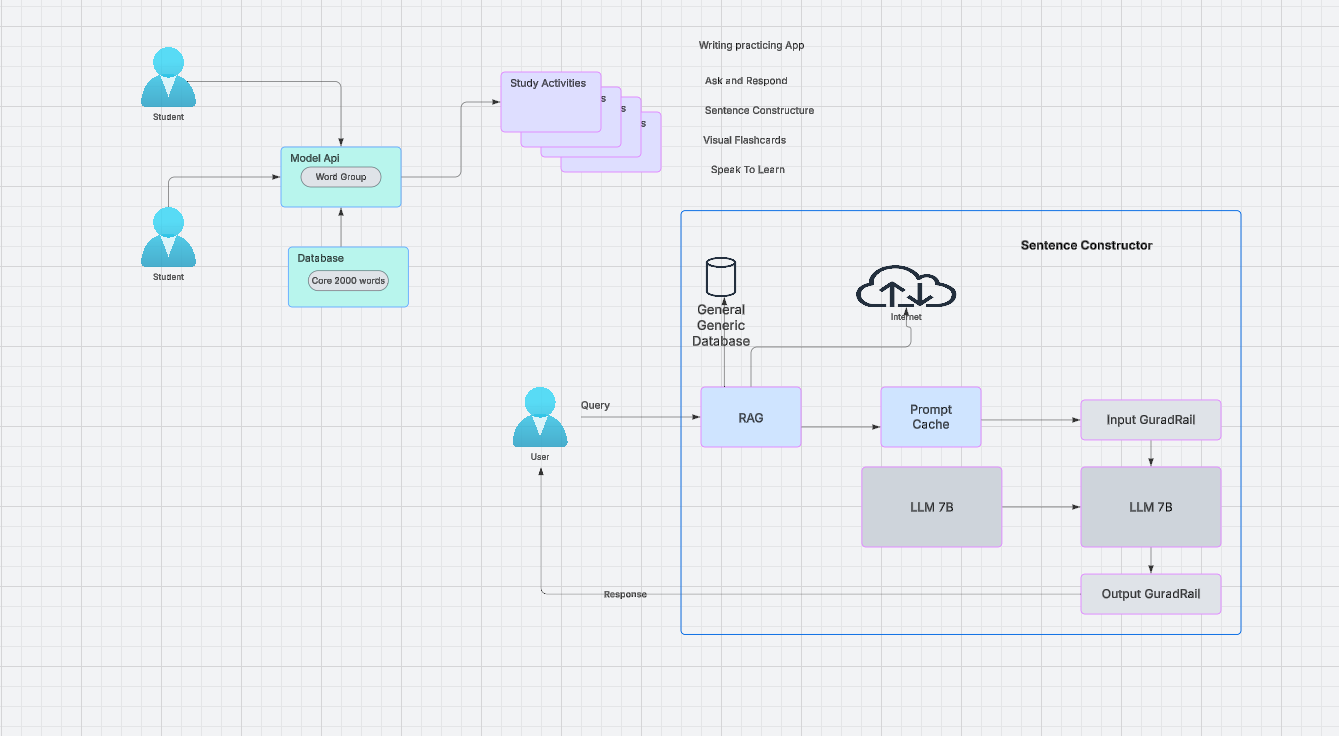 Writing practicing App
Ask and Respond
Sentence Constructure
Visual Flashcards
Speak To Learn
Student
Student
Model Api
Word Group
Database
Core 2000 words
Study Activities
s
s
s
Sentence Constructor
General
Generic
Database
Internet
User
Query
RAG
Prompt
Cache
Input GuradRail
LLM 7B
LLM 7B
Output GuradRail
Response